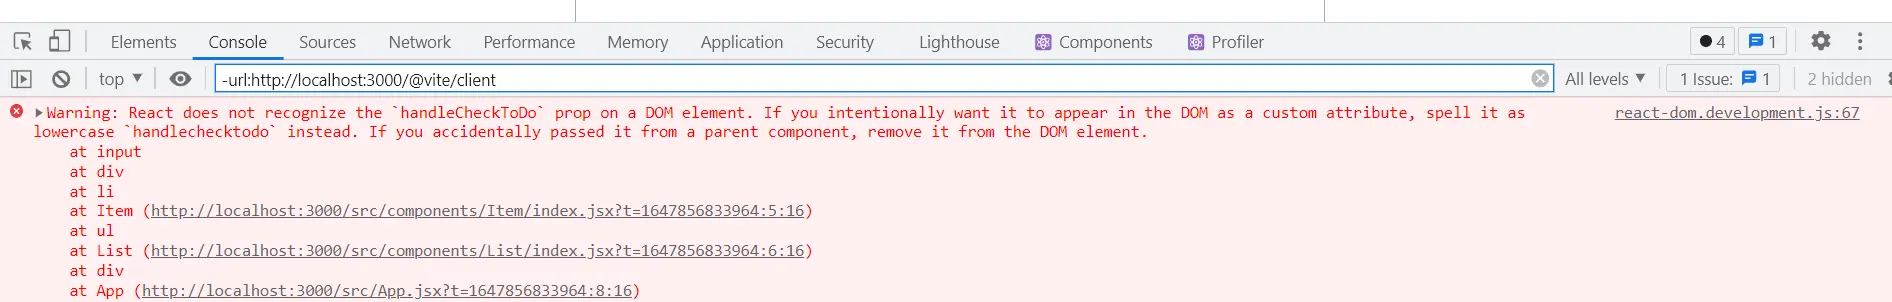 Elements Console Sources Network Performance Memory Application Security Lighthouse Components Profiler 4 1
top -url:http://localhost:3000/@vite/client All levels 1 Issue: 1 2 hidden
Warning: React does not recognize the `handleCheckToDo` prop on a DOM element. If you intentionally want it to appear in the DOM as a custom attribute, spell it as react-dom.development.js:67
lowercase `handlechecktodo` instead. If you accidentally passed it from a parent component, remove it from the DOM element.
at input
at div
at li
at Item (http://localhost:3000/src/components/Item/index.jsx?t=1647856833964:5:16)
at ul
at List (http://localhost:3000/src/components/List/index.jsx?t=1647856833964:6:16)
at div
at App (http://localhost:3000/src/App.jsx?t=1647856833964:8:16)